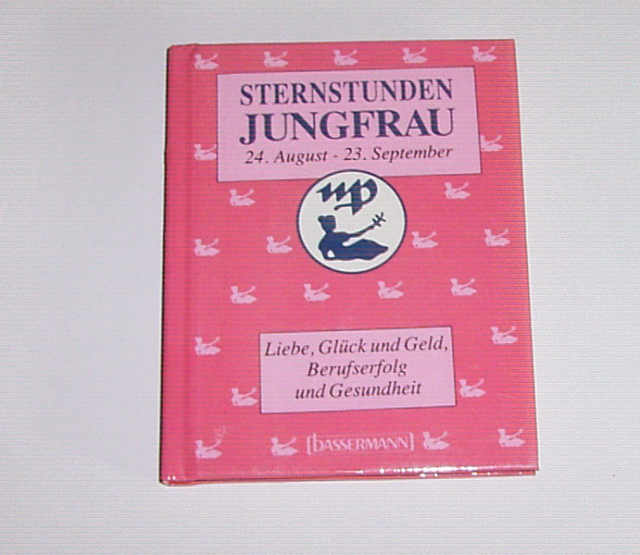 STERNSTUNDEN
JUNGFRAU
24. August - 23. September
Liebe, Glück und Geld,
Berufserfolg
und Gesundheit
[bassermann]